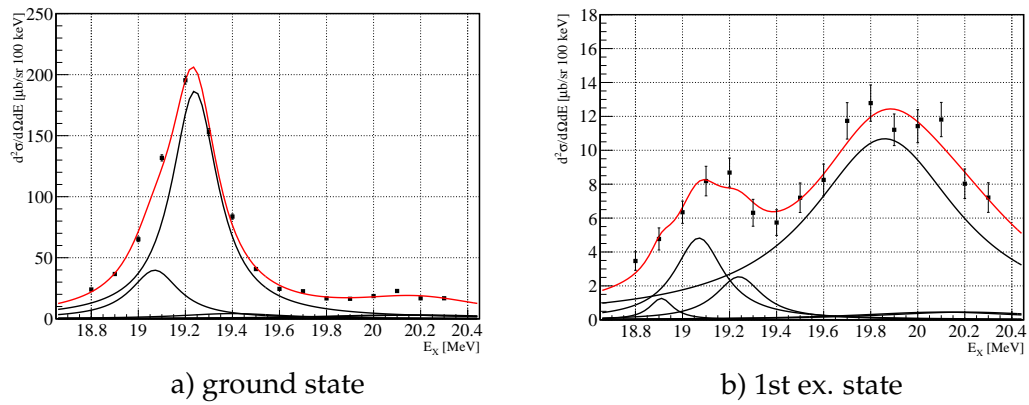 d²σ/dΩdE [μb/sr 100 keV]
250
200
150
100
50
0
18.8 19 19.2 19.4 19.6 19.8 20 20.2 20.4
E_X [MeV]
a) ground state
d²σ/dΩdE [μb/sr 100 keV]
18
16
14
12
10
8
6
4
2
0
18.8 19 19.2 19.4 19.6 19.8 20 20.2 20.4
E_X [MeV]
b) 1st ex. state